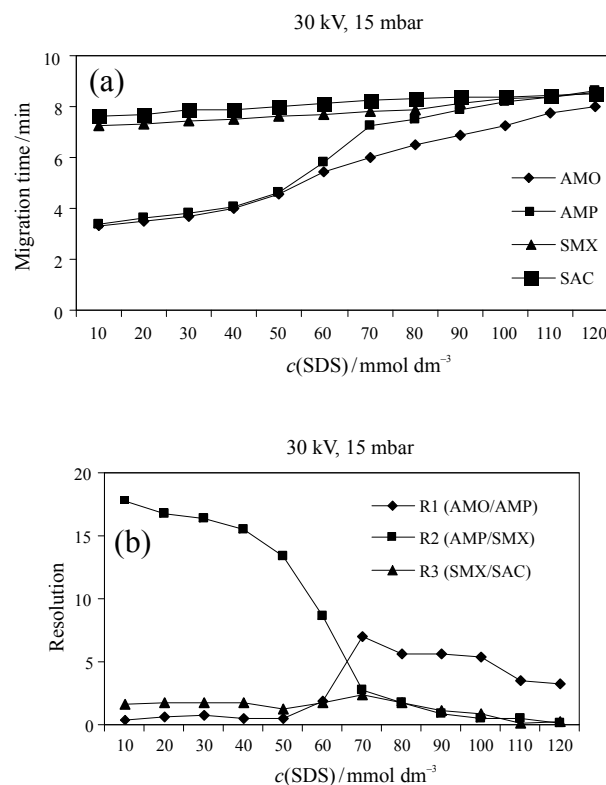 30 kV, 15 mbar
(a)
Migration time / min
10
8
6
4
2
0
AMO
AMP
SMX
SAC
10 20 30 40 50 60 70 80 90 100 110 120
c(SDS) / mmol dm⁻³
30 kV, 15 mbar
(b)
Resolution
20
15
10
5
0
R1 (AMO/AMP)
R2 (AMP/SMX)
R3 (SMX/SAC)
10 20 30 40 50 60 70 80 90 100 110 120
c(SDS) / mmol dm⁻³